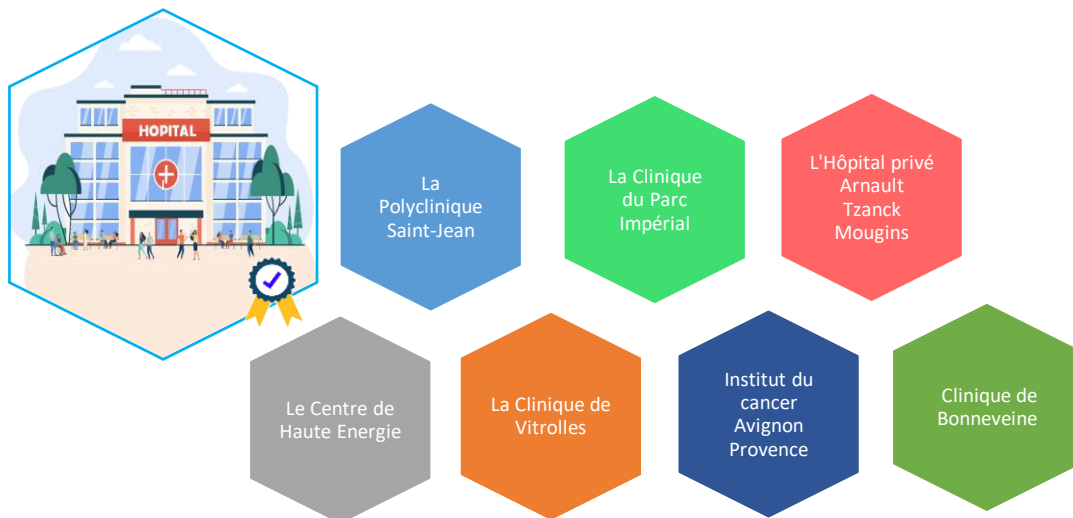 HOPITAL
La
Polyclinique
Saint-Jean
La Clinique
du Parc
Impérial
L'Hôpital privé
Arnault
Tzanck
Mougins
Le Centre de
Haute Energie
La Clinique de
Vitrolles
Institut du
cancer
Avignon
Provence
Clinique de
Bonneveine